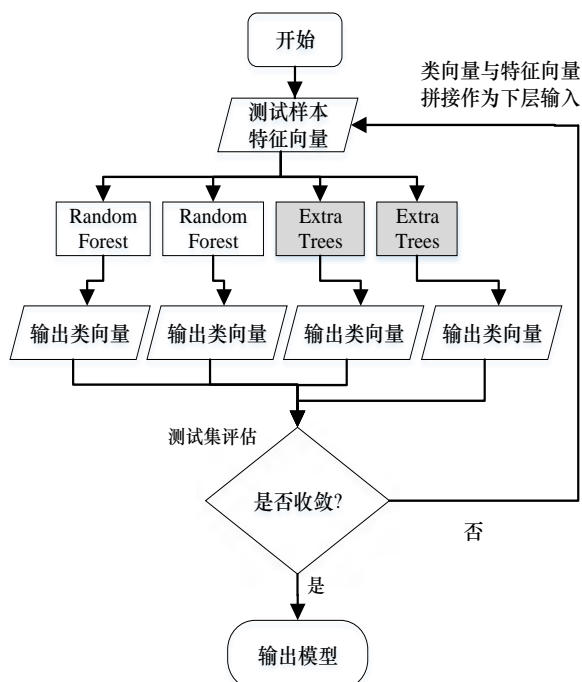 开始
类向量与特征向量
拼接作为下层输入
测试样本
特征向量
Random
Forest
Random
Forest
Extra
Trees
Extra
Trees
输出类向量
输出类向量
输出类向量
输出类向量
测试集评估
是否收敛?
否
是
输出模型